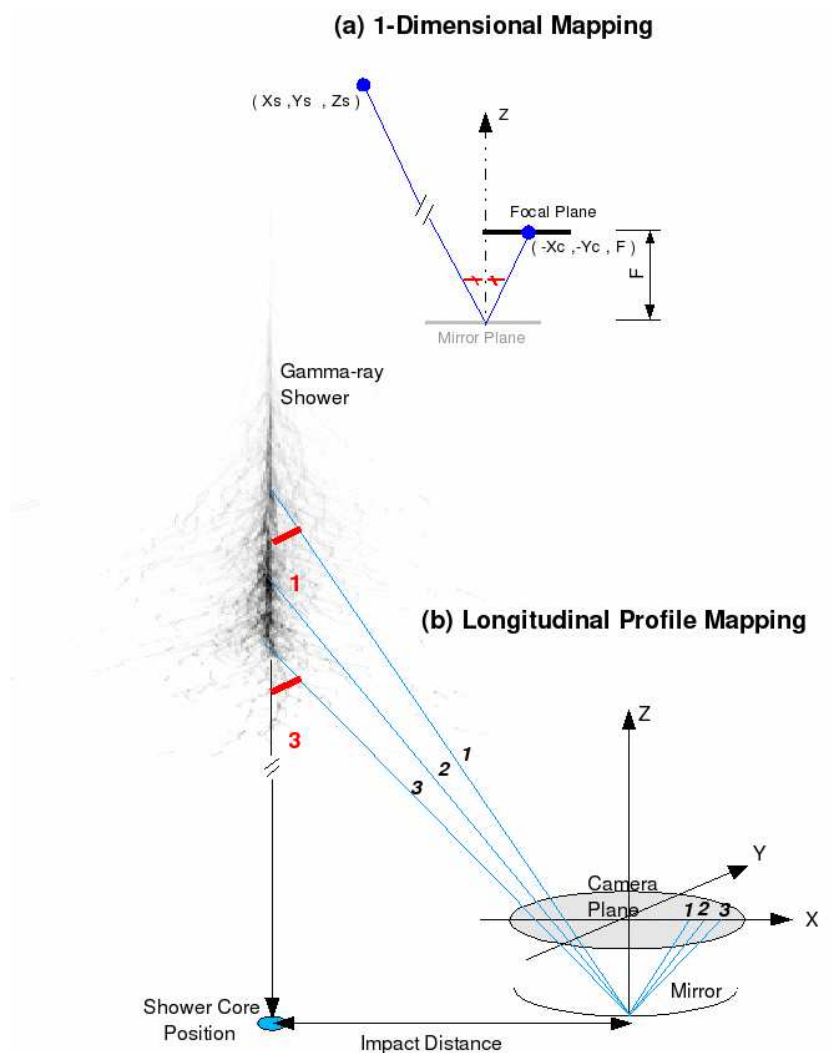 (a) 1-Dimensional Mapping
( Xs ,Ys , Zs )
Z
Focal Plane
( -Xc ,-Yc , F )
F
Mirror Plane
Gamma-ray
Shower
1
(b) Longitudinal Profile Mapping
3
1
2
3
Z
Y
Camera
Plane
1 2 3
X
Mirror
Shower Core
Position
Impact Distance